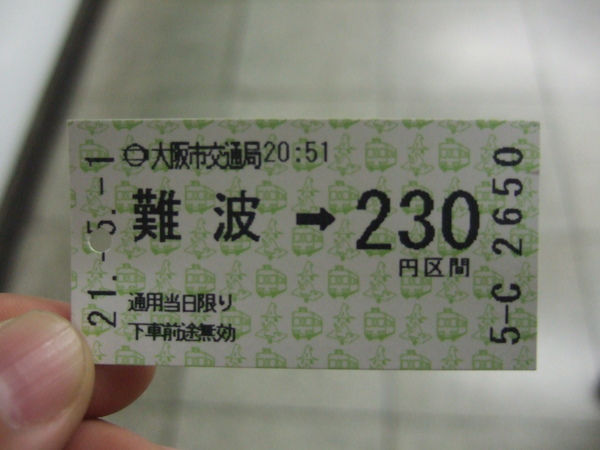 21.-5.-1
大阪市交通局20:51
難波➡230
円区間
通用当日限り
下車前途無効
5-C 2650